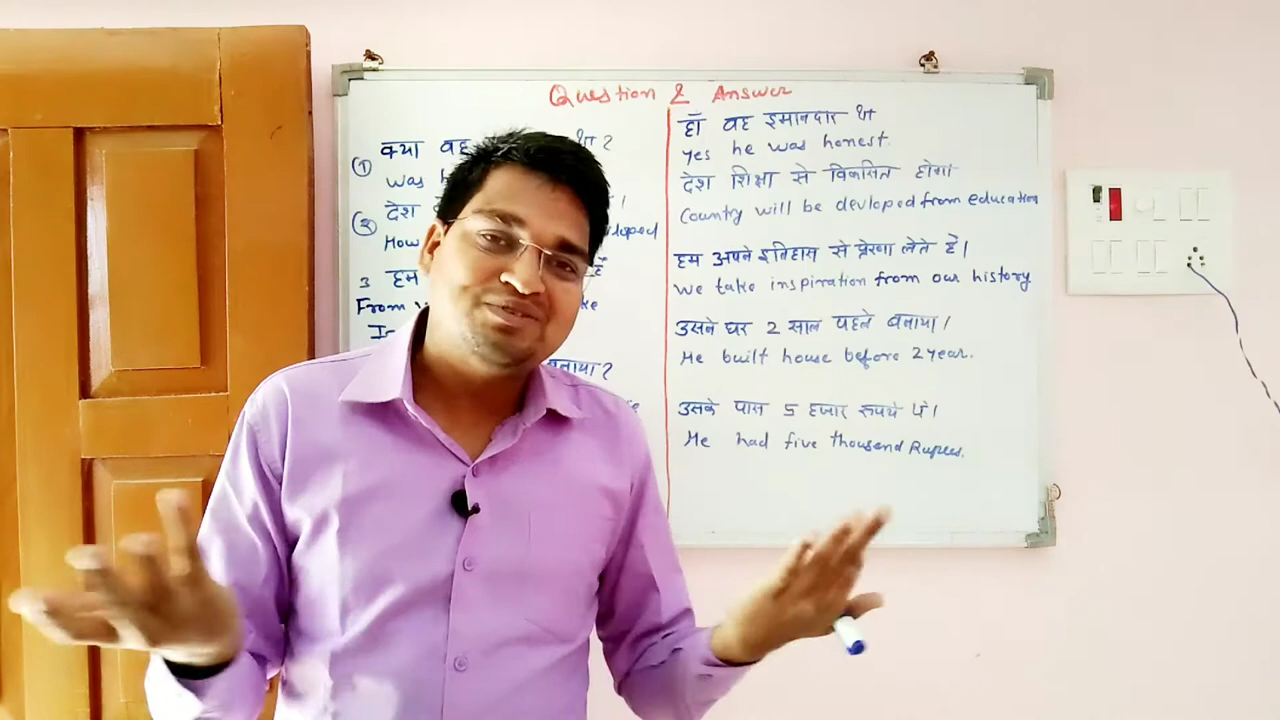 Question & Answer
① क्या वह था ?
was
② देश
How
3 हम
From
ke
बनाया ?
हाँ वह इमानदार था
yes he was honest.
देश शिक्षा से विकसित होगा
Country will be devloped from education
हम अपने इतिहास से प्रेरणा लेते हैं।
we take inspiration from our history
उसने घर 2 साल पहले बनाया।
He built house before 2 year.
उसके पास 5 हजार रुपये थे।
He had five thousand Rupees.